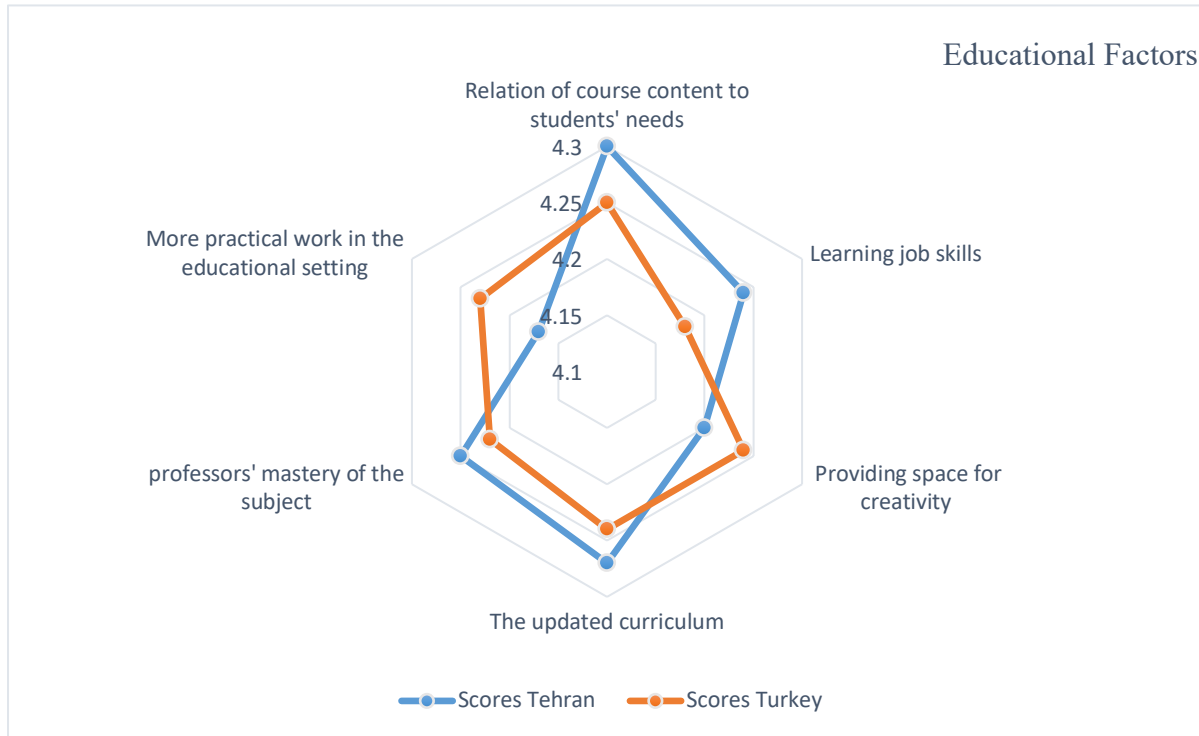 Educational Factors
Relation of course content to
students' needs
4.3
4.25
4.2
4.15
4.1
Learning job skills
Providing space for
creativity
The updated curriculum
professors' mastery of the
subject
More practical work in the
educational setting
Scores Tehran
Scores Turkey